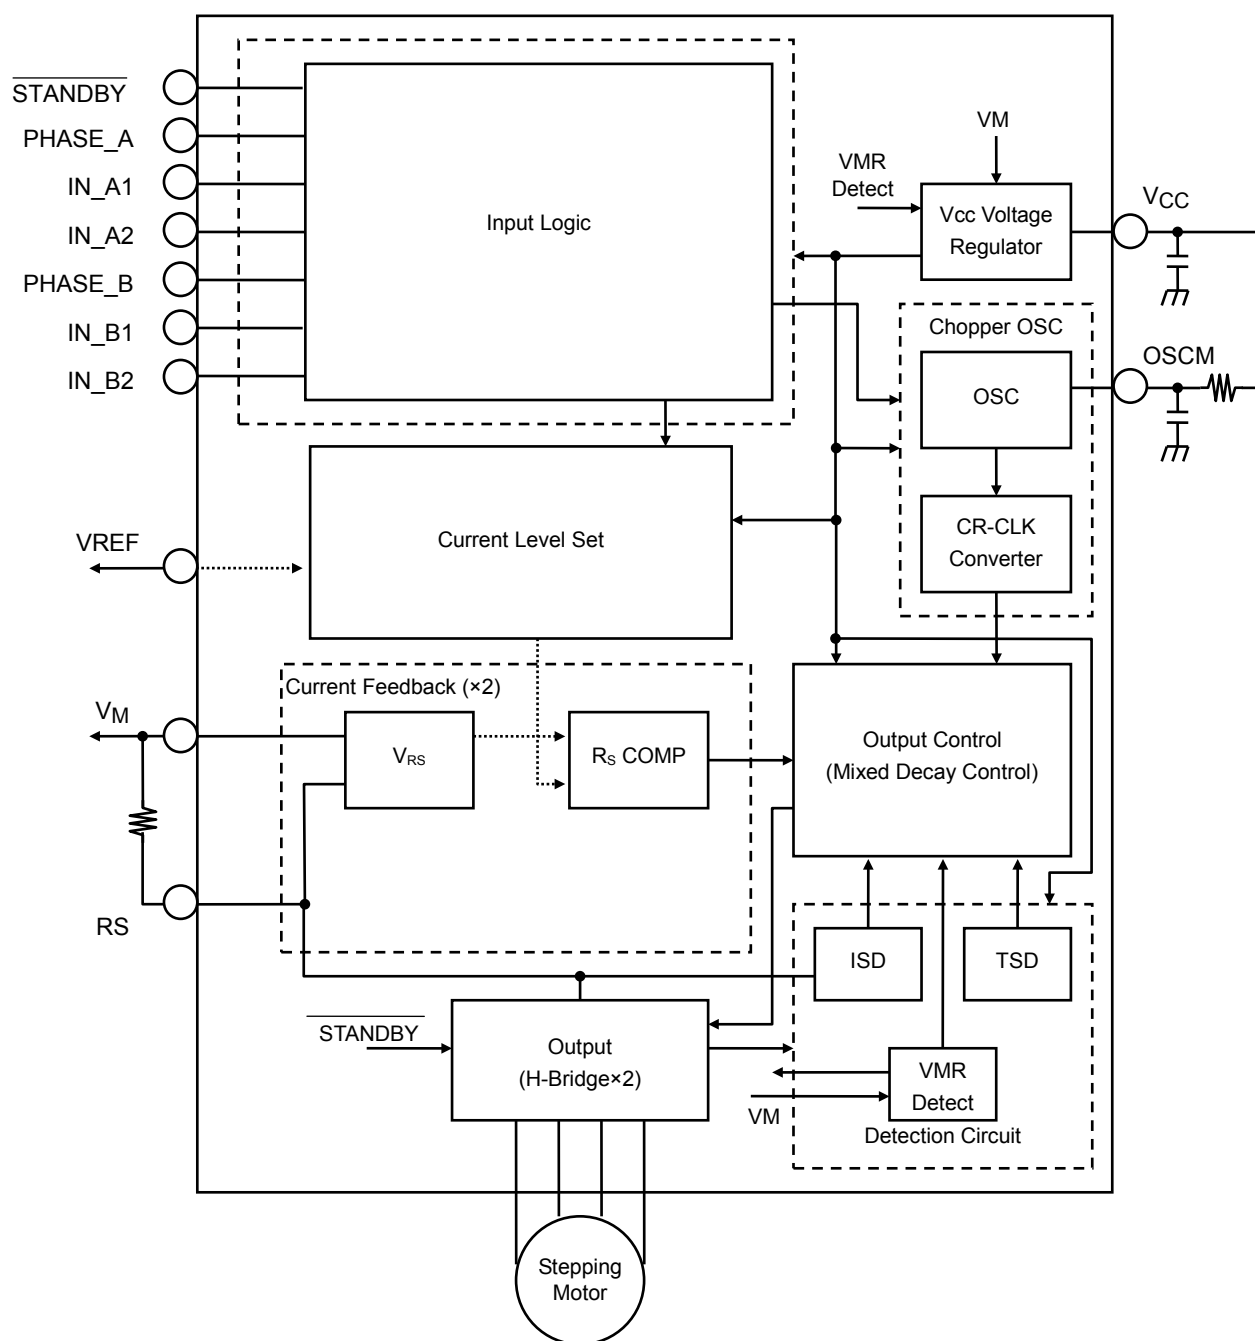 STANDBY
PHASE_A
IN_A1
IN_A2
PHASE_B
IN_B1
IN_B2
Input Logic
VM
VMR
Detect
Vcc Voltage
Regulator
VCC
Chopper OSC
OSC
OSCM
CR-CLK
Converter
VREF
Current Level Set
Current Feedback (×2)
VM
VRS
RS COMP
Output Control
(Mixed Decay Control)
RS
ISD
TSD
STANDBY
Output
(H-Bridge×2)
VMR
Detect
VM
Detection Circuit
Stepping
Motor